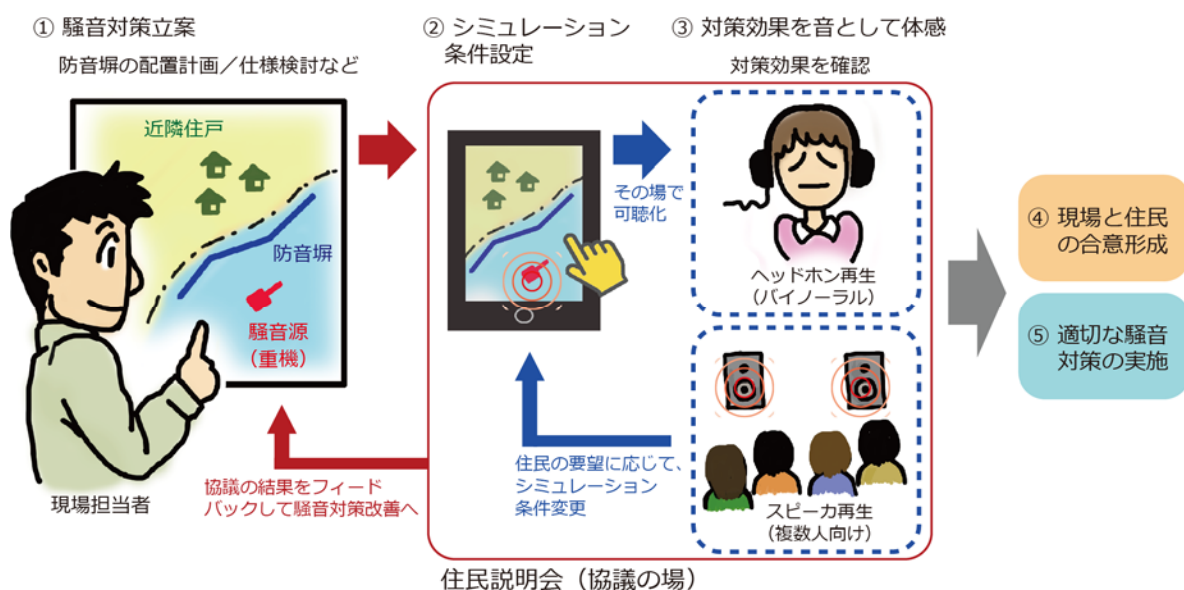 ① 騒音対策立案
防音塀の配置計画／仕様検討など
近隣住戸
防音塀
騒音源
（重機）
現場担当者
② シミュレーション
条件設定
③ 対策効果を音として体感
対策効果を確認
その場で
可聴化
ヘッドホン再生
（バイノーラル）
スピーカ再生
（複数人向け）
住民の要望に応じて、
シミュレーション
条件変更
協議の結果をフィード
バックして騒音対策改善へ
住民説明会（協議の場）
④ 現場と住民
の合意形成
⑤ 適切な騒音
対策の実施